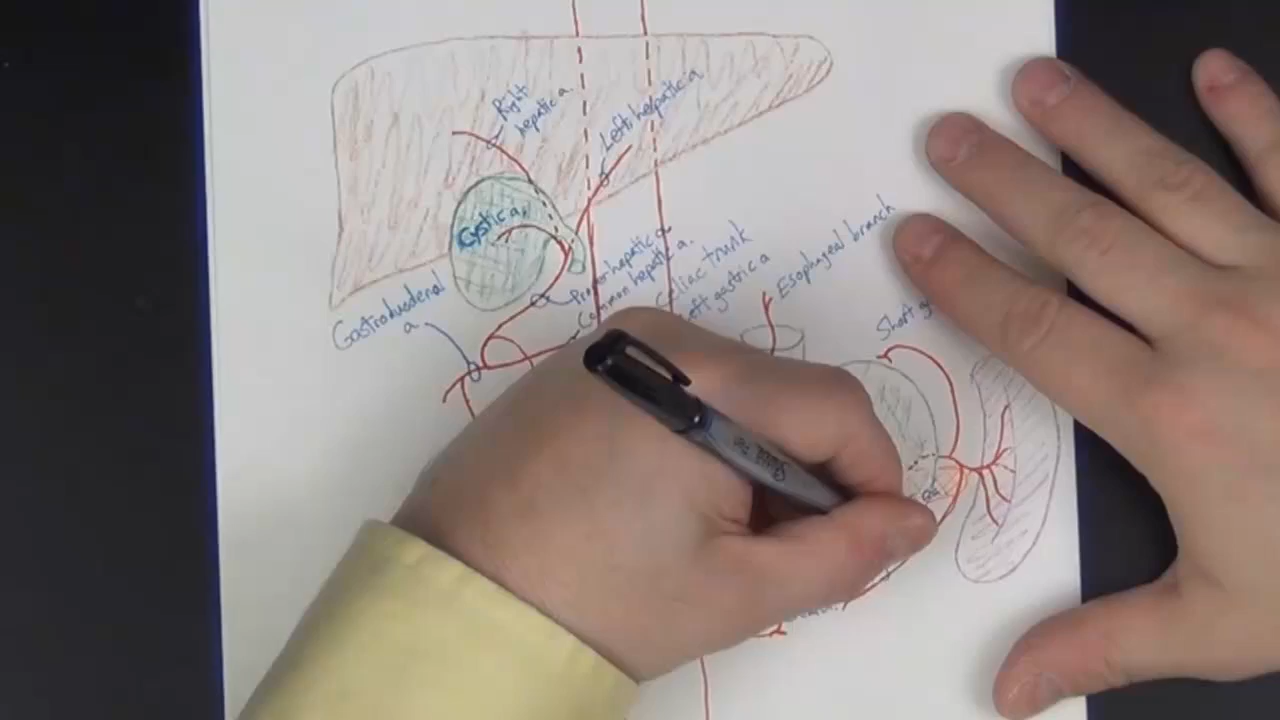 Right
hepatic a.
Left hepatic a
Cystic a.
Proper hepatic a
Common hepatic a.
Celiac trunk
Left gastric a
Esophageal branch
Gastroduodenal
a
Short